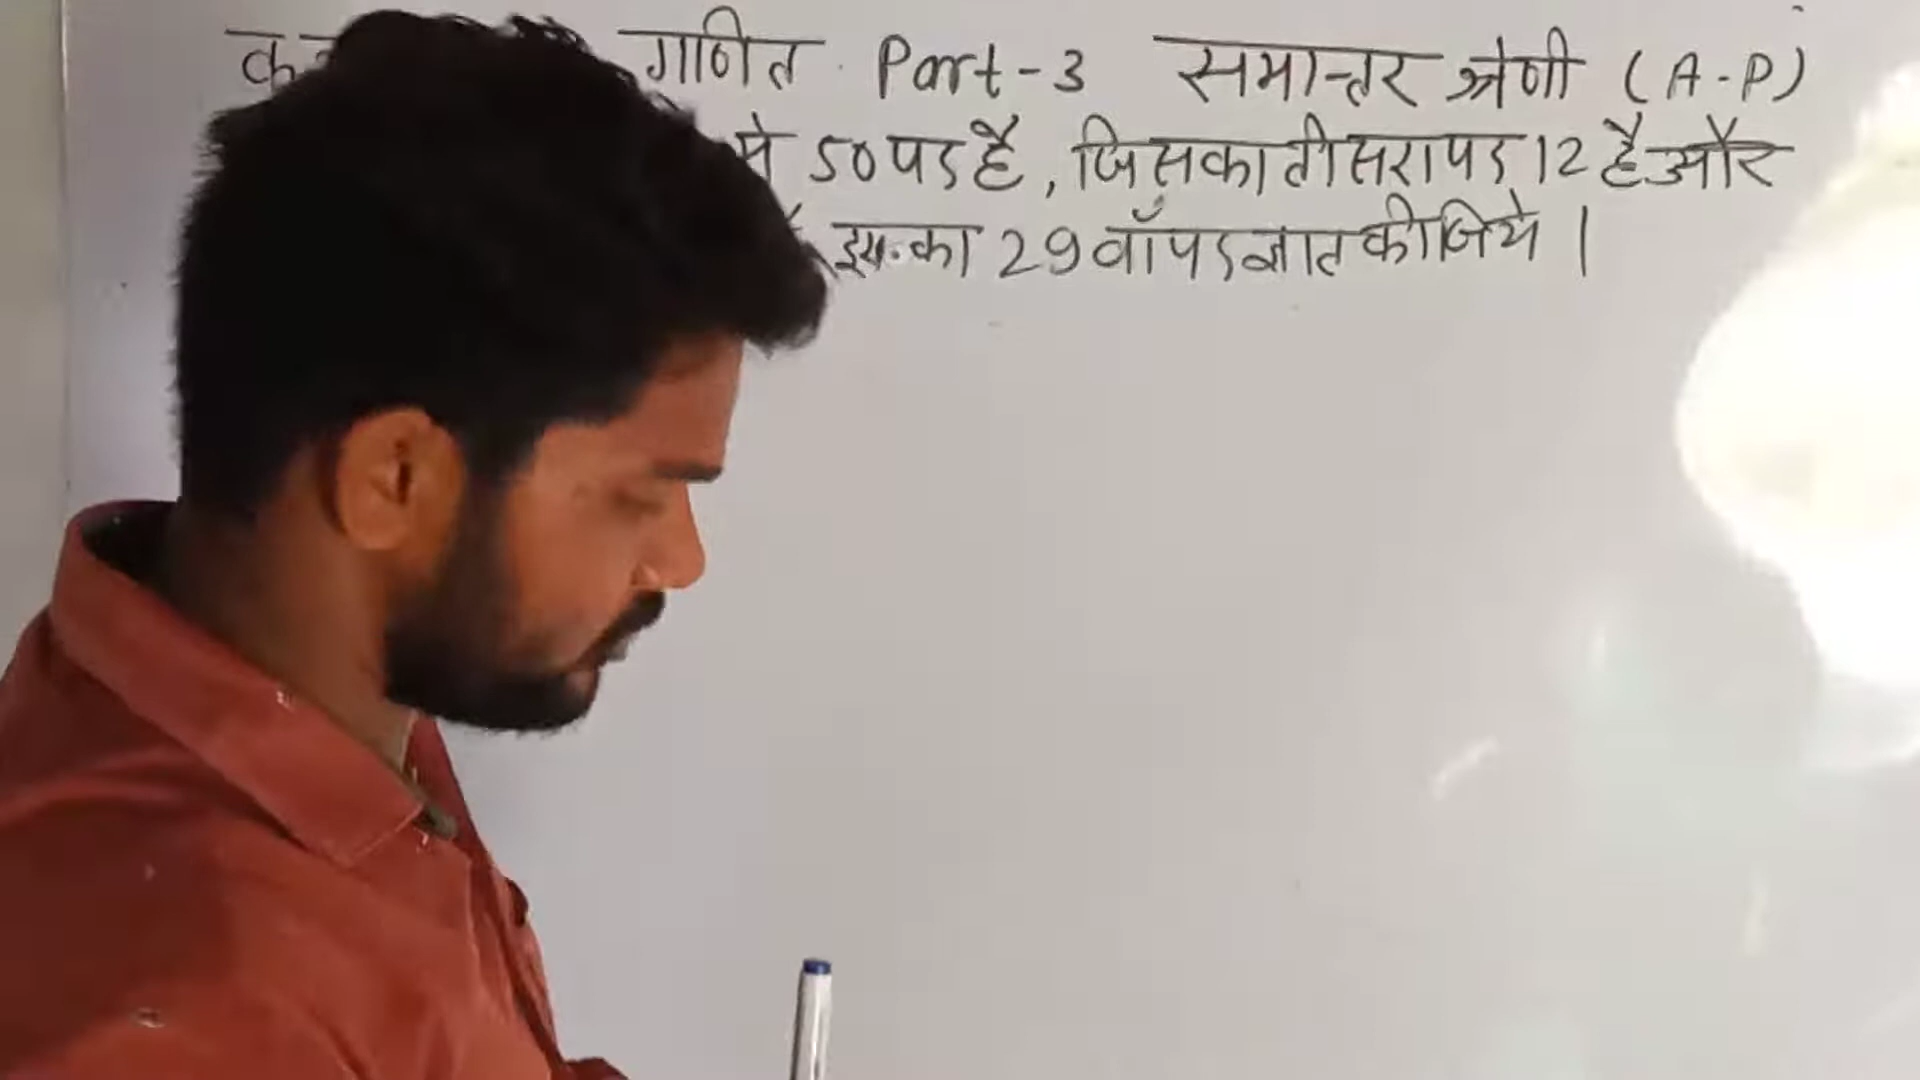 गणित Part-3 समान्तर श्रेणी (A-P)
मे 50 पद है, जिसका तीसरा पद 12 है और
इसका 29 वाँ पद ज्ञात कीजिये |